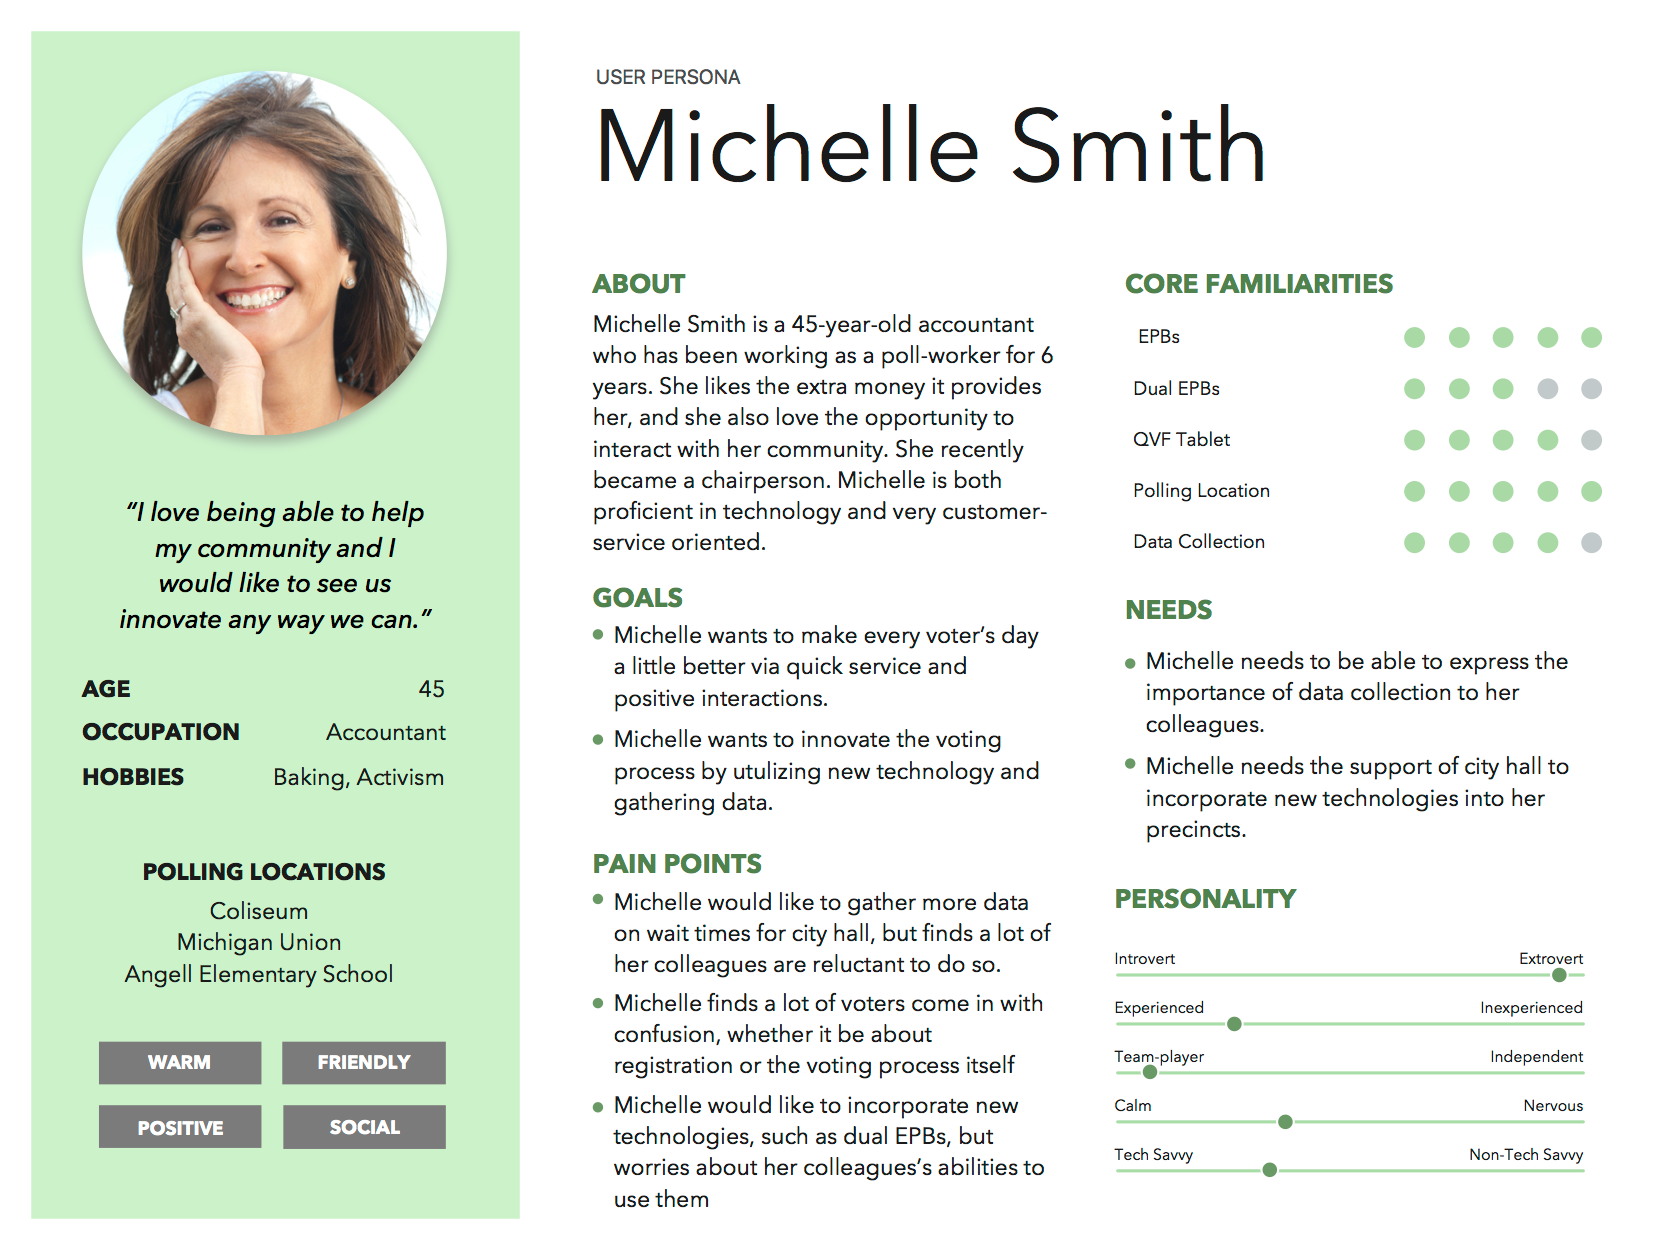 “I love being able to help
my community and I
would like to see us
innovate any way we can.”
AGE 45
OCCUPATION Accountant
HOBBIES Baking, Activism
POLLING LOCATIONS
Coliseum
Michigan Union
Angell Elementary School
WARM FRIENDLY
POSITIVE SOCIAL
USER PERSONA
Michelle Smith
ABOUT
Michelle Smith is a 45-year-old accountant
who has been working as a poll-worker for 6
years. She likes the extra money it provides
her, and she also love the opportunity to
interact with her community. She recently
became a chairperson. Michelle is both
proficient in technology and very customer-
service oriented.
GOALS
Michelle wants to make every voter’s day
a little better via quick service and
positive interactions.
Michelle wants to innovate the voting
process by utulizing new technology and
gathering data.
PAIN POINTS
Michelle would like to gather more data
on wait times for city hall, but finds a lot of
her colleagues are reluctant to do so.
Michelle finds a lot of voters come in with
confusion, whether it be about
registration or the voting process itself
Michelle would like to incorporate new
technologies, such as dual EPBs, but
worries about her colleagues’s abilities to
use them
CORE FAMILIARITIES
EPBs
Dual EPBs
QVF Tablet
Polling Location
Data Collection
NEEDS
Michelle needs to be able to express the
importance of data collection to her
colleagues.
Michelle needs the support of city hall to
incorporate new technologies into her
precincts.
PERSONALITY
Introvert Extrovert
Experienced Inexperienced
Team-player Independent
Calm Nervous
Tech Savvy Non-Tech Savvy